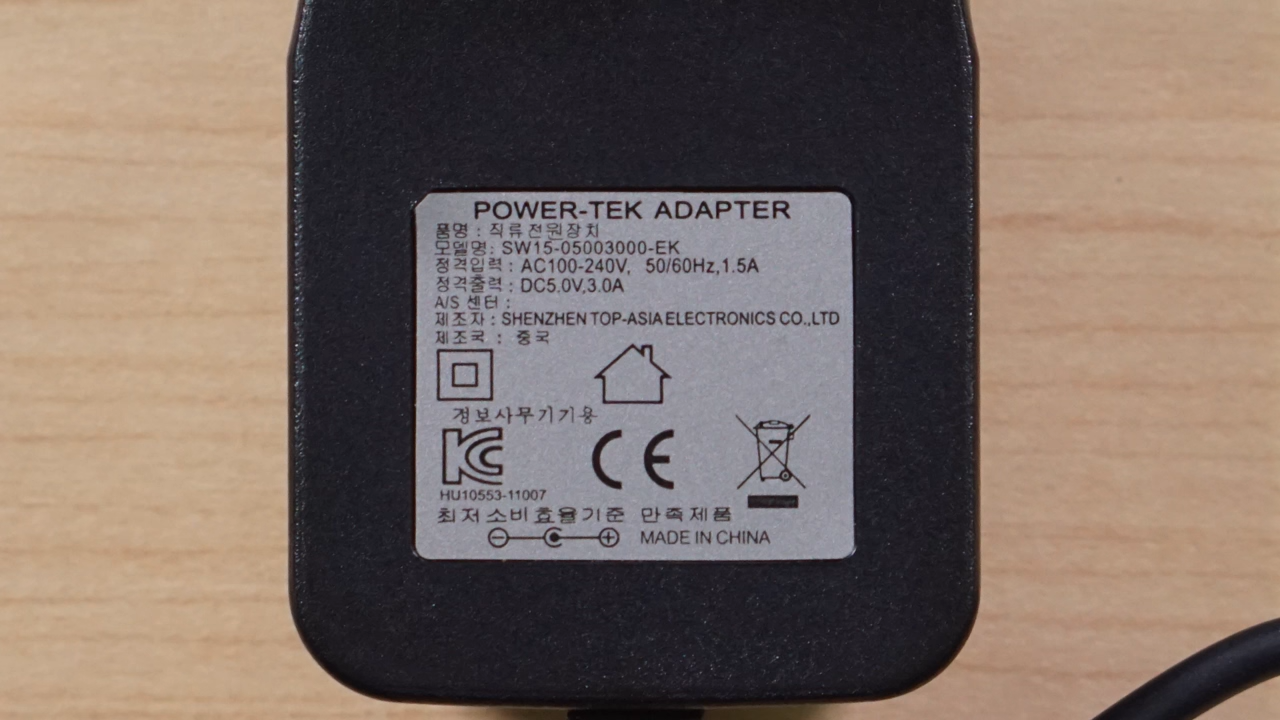 POWER-TEK ADAPTER
품명 : 직류전원장치
모델명: SW15-05003000-EK
정격입력 : AC100-240V, 50/60Hz,1.5A
정격출력 : DC5.0V,3.0A
A/S 센터 :
제조자 : SHENZHEN TOP-ASIA ELECTRONICS CO.,LTD
제조국 : 중국
정보사무기기용
KC CE
HU10553-11007
최저소비효율기준 만족제품
MADE IN CHINA